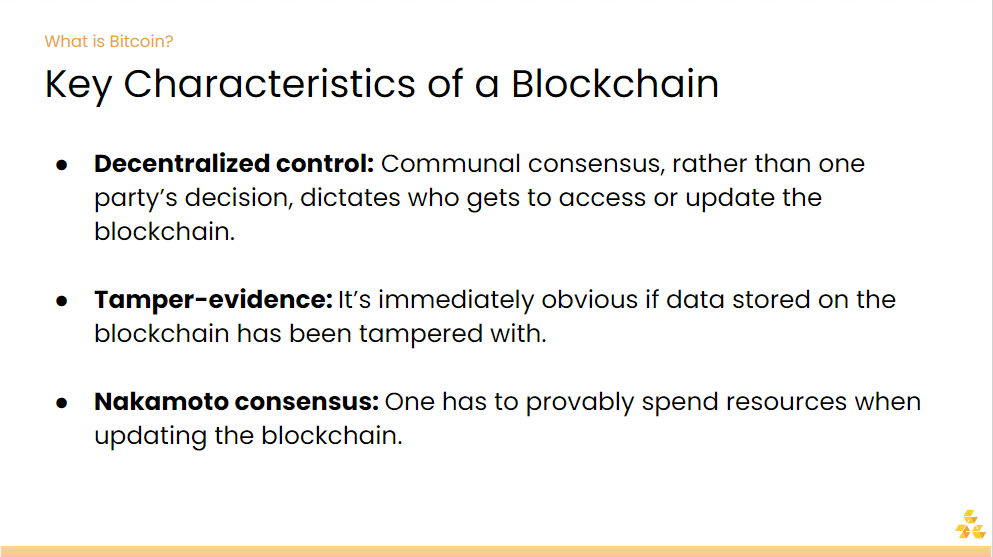 What is Bitcoin?
Key Characteristics of a Blockchain
● Decentralized control: Communal consensus, rather than one
party’s decision, dictates who gets to access or update the
blockchain.
● Tamper-evidence: It’s immediately obvious if data stored on the
blockchain has been tampered with.
● Nakamoto consensus: One has to provably spend resources when
updating the blockchain.